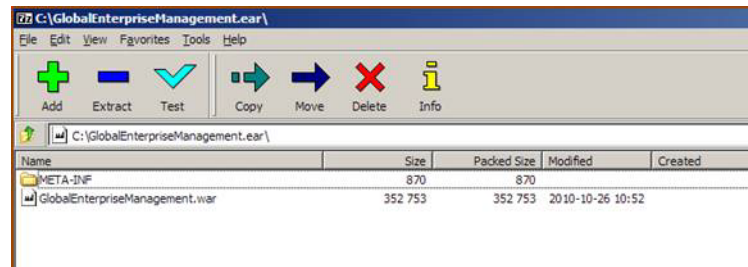 C:\GlobalEnterpriseManagement.ear\
File Edit View Favorites Tools Help
Add Extract Test Copy Move Delete Info
C:\GlobalEnterpriseManagement.ear\
Name Size Packed Size Modified Created
META-INF 870 870
GlobalEnterpriseManagement.war 352 753 352 753 2010-10-26 10:52